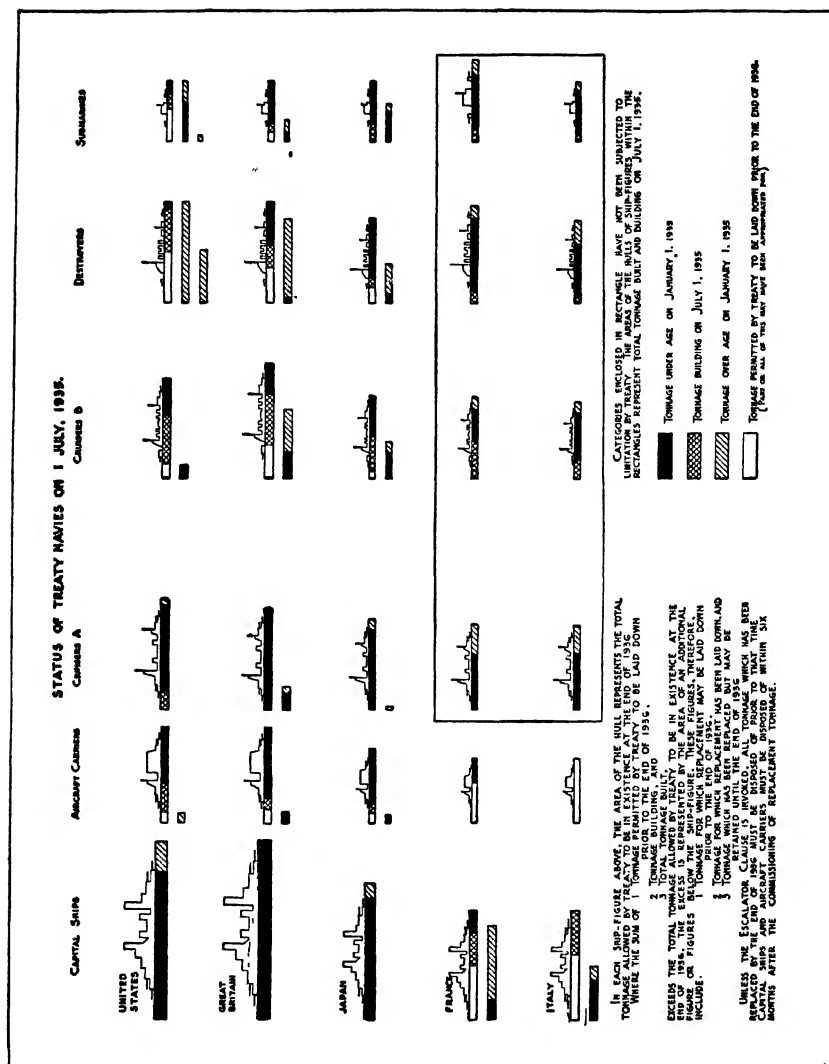 STATUS OF TREATY NAVIES ON 1 JULY, 1935.
CAPITAL SHIPS
AIRCRAFT CARRIERS
CRUISERS A
CRUISERS B
DESTROYERS
SUBMARINES
UNITED
STATES
GREAT
BRITAIN
JAPAN
FRANCE
ITALY
IN EACH SHIP-FIGURE ABOVE, THE AREA OF THE HULL REPRESENTS THE TOTAL
TONNAGE ALLOWED BY TREATY TO BE IN EXISTENCE AT THE END OF 1936
WHERE THE SUM OF 1 TONNAGE PERMITTED BY TREATY TO BE LAID DOWN
PRIOR TO THE END OF 1936,
2 TONNAGE BUILDING, AND
3 TOTAL TONNAGE BUILT,
EXCEEDS THE TOTAL TONNAGE ALLOWED BY TREATY TO BE IN EXISTENCE AT THE
END OF 1936, THE EXCESS IS REPRESENTED BY THE AREA OF AN ADDITIONAL
FIGURE OR FIGURES BELOW THE SHIP-FIGURE. THESE FIGURES, THEREFORE,
INCLUDE:
1 TONNAGE FOR WHICH REPLACEMENT MAY BE LAID DOWN
PRIOR TO THE END OF 1936,
2 TONNAGE FOR WHICH REPLACEMENT HAS BEEN LAID DOWN, AND
3 TONNAGE WHICH HAS BEEN REPLACED BUT MAY BE
RETAINED UNTIL THE END OF 1936
UNLESS THE ESCALATOR CLAUSE IS INVOKED, ALL TONNAGE WHICH HAS BEEN
REPLACED BY THE END OF 1936 MUST BE DISPOSED OF PRIOR TO THAT TIME
CAPITAL SHIPS AND AIRCRAFT CARRIERS MUST BE DISPOSED OF WITHIN SIX
MONTHS AFTER THE COMMISSIONING OF REPLACEMENT TONNAGE.
CATEGORIES ENCLOSED IN RECTANGLE HAVE NOT BEEN SUBJECTED TO
LIMITATION BY TREATY THE AREAS OF THE HULLS OF SHIP-FIGURES WITHIN THE
RECTANGLES REPRESENT TOTAL TONNAGE BUILT AND BUILDING ON JULY 1, 1935.
TONNAGE UNDER AGE ON JANUARY 1, 1935
TONNAGE BUILDING ON JULY 1, 1935
TONNAGE OVER AGE ON JANUARY 1, 1935
TONNAGE PERMITTED BY TREATY TO BE LAID DOWN PRIOR TO THE END OF 1936.
(PART OR ALL OF THIS MAY HAVE BEEN APPROPRIATED FOR)